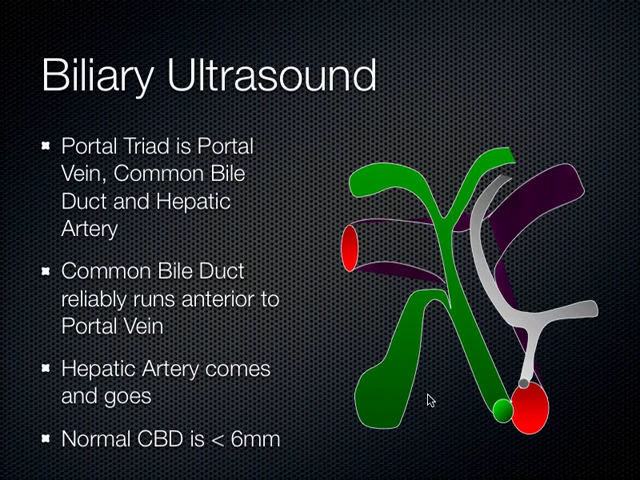 Biliary Ultrasound
Portal Triad is Portal
Vein, Common Bile
Duct and Hepatic
Artery
Common Bile Duct
reliably runs anterior to
Portal Vein
Hepatic Artery comes
and goes
Normal CBD is < 6mm